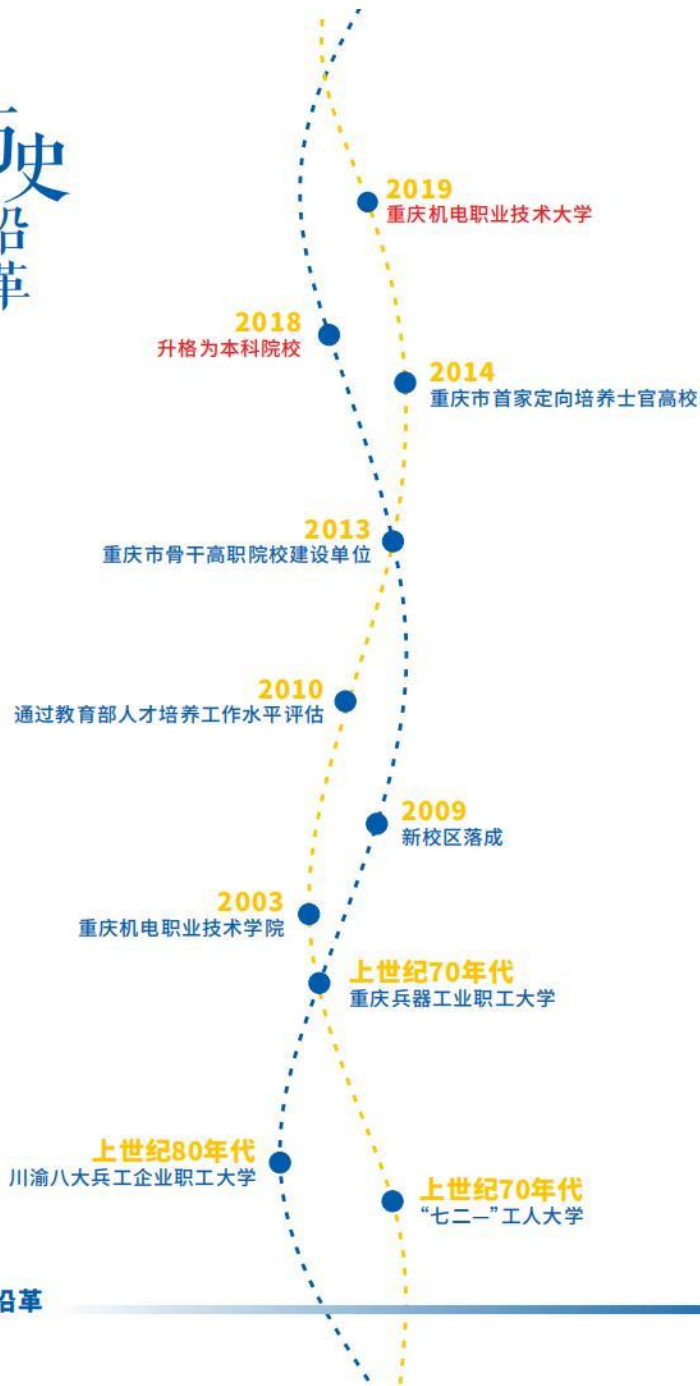 史
沿
革
2019
重庆机电职业技术大学
2018
升格为本科院校
2014
重庆市首家定向培养士官高校
2013
重庆市骨干高职院校建设单位
2010
通过教育部人才培养工作水平评估
2009
新校区落成
2003
重庆机电职业技术学院
上世纪70年代
重庆兵器工业职工大学
上世纪80年代
川渝八大兵工企业职工大学
上世纪70年代
“七二一”工人大学
沿革